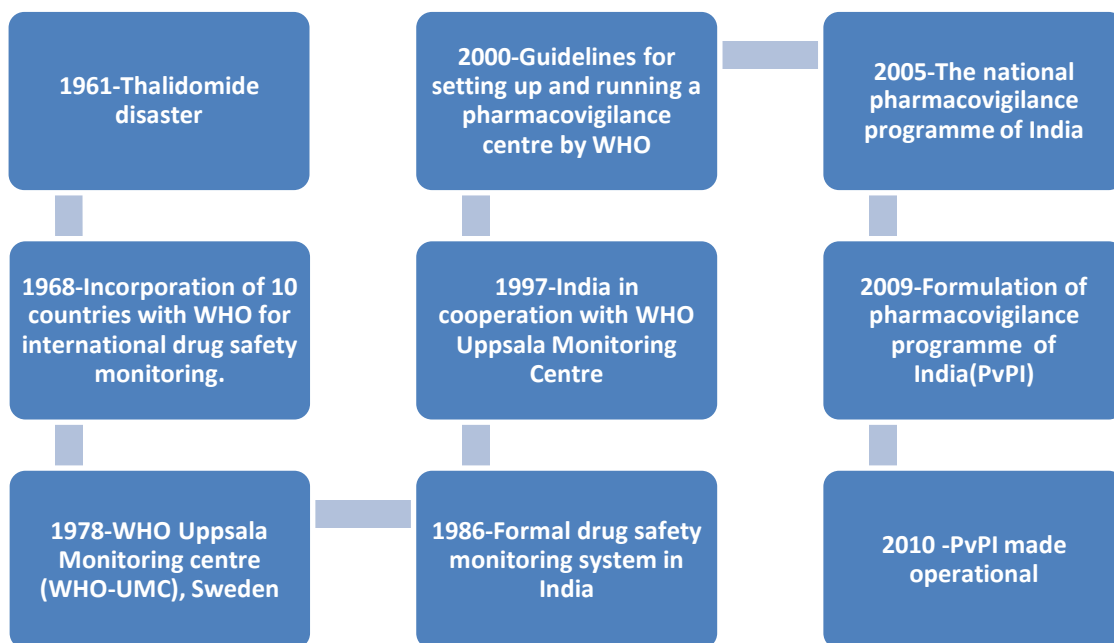 1961-Thalidomide
disaster
1968-Incorporation of 10
countries with WHO for
international drug safety
monitoring.
1978-WHO Uppsala
Monitoring centre
(WHO-UMC), Sweden
1986-Formal drug safety
monitoring system in
India
1997-India in
cooperation with WHO
Uppsala Monitoring
Centre
2000-Guidelines for
setting up and running a
pharmacovigilance
centre by WHO
2005-The national
pharmacovigilance
programme of India
2009-Formulation of
pharmacovigilance
programme of
India(PvPI)
2010 -PvPI made
operational